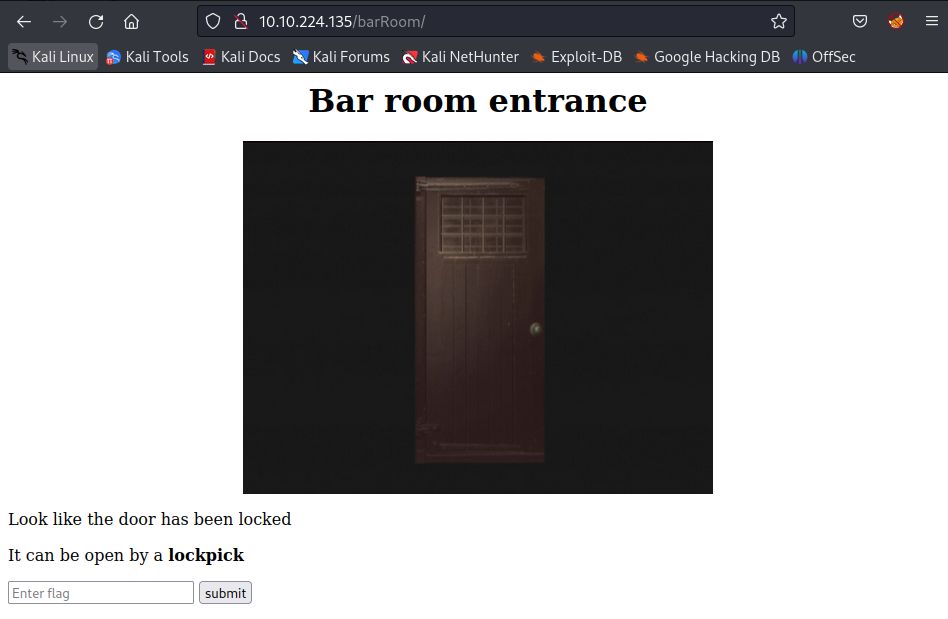 10.10.224.135/barRoom/
Kali Linux Kali Tools Kali Docs Kali Forums Kali NetHunter Exploit-DB Google Hacking DB OffSec
Bar room entrance
Look like the door has been locked
It can be open by a lockpick
Enter flag submit